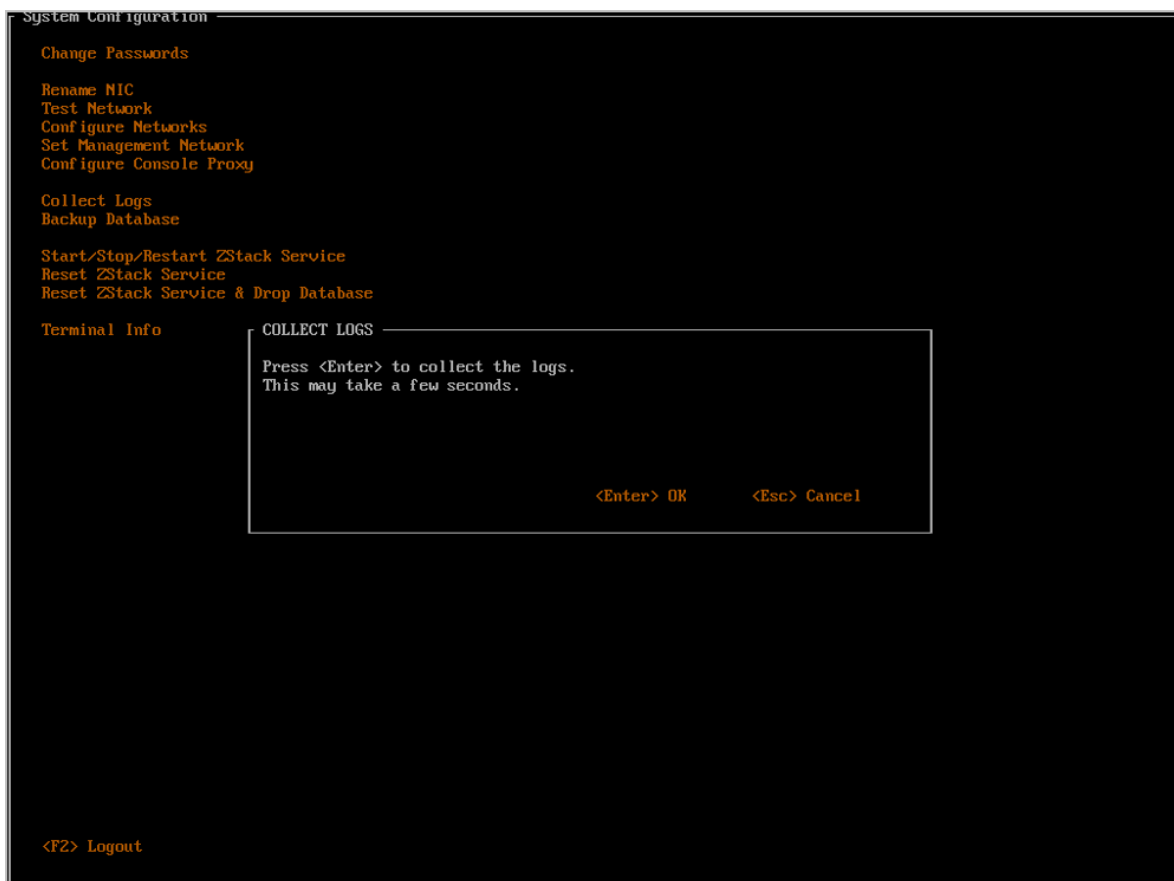 System Configuration
Change Passwords
Rename NIC
Test Network
Configure Networks
Set Management Network
Configure Console Proxy
Collect Logs
Backup Database
Start/Stop/Restart ZStack Service
Reset ZStack Service
Reset ZStack Service & Drop Database
Terminal Info
COLLECT LOGS
Press <Enter> to collect the logs.
This may take a few seconds.
<Enter> OK <Esc> Cancel
<F2> Logout